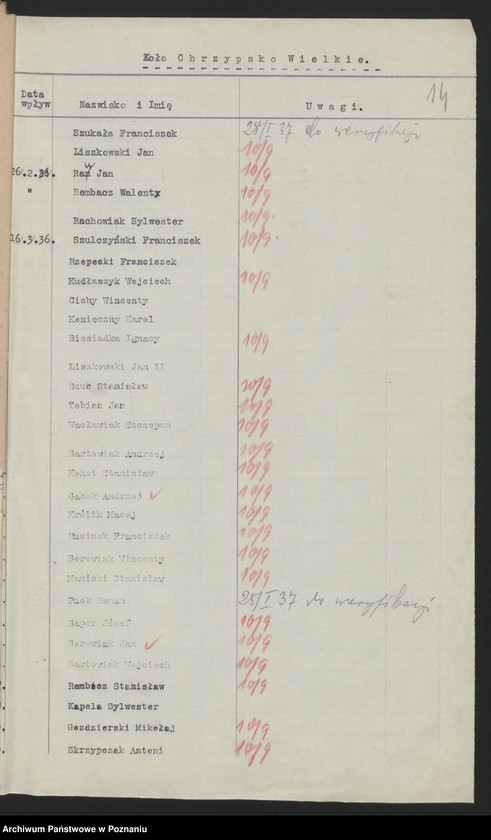 Koło Chrzypsko Wielkie.
14
Data wpływ Nazwisko i Imię Uwagi.
Szukała Franciszek 28/I 37 do weryfikacji
Liszkowski Jan 10/9
26.2.36. Raw Jan 10/9
" Rembacz Walenty 10/9
Rachowiak Sylwester 10/9.
16.3.36. Szulczyński Franciszek 10/9.
Rzepecki Franciszek
Kudłaszyk Wojciech 10/9
Cichy Wincenty
Konieczny Karol
Biesiadka Ignacy 10/9
Liszkowski Jan II
Szuk Stanisław 10/9
Tobiasz Jan 10/9
Wacławiak Szczepan 10/9
Bartowiak Andrzej 10/9
Kokot Stanisław 10/9
Gacek Andrzej ✓ 10/9
Królik Maciej 10/9
Rusinek Franciszek 10/9
Borowiak Wincenty 10/9
Manicki Stanisław 10/9
Puck Roman 28/I 37 do weryfikacji
Gapor Józef 10/9
Borowiak Jan ✓ 10/9
Bartowiak Wojciech 10/9
Rembacz Stanisław 10/9
Kapela Sylwester
Gozdzierski Mikołaj 10/9
Skrzypczak Antoni 10/9
Archiwum Państwowe w Poznaniu